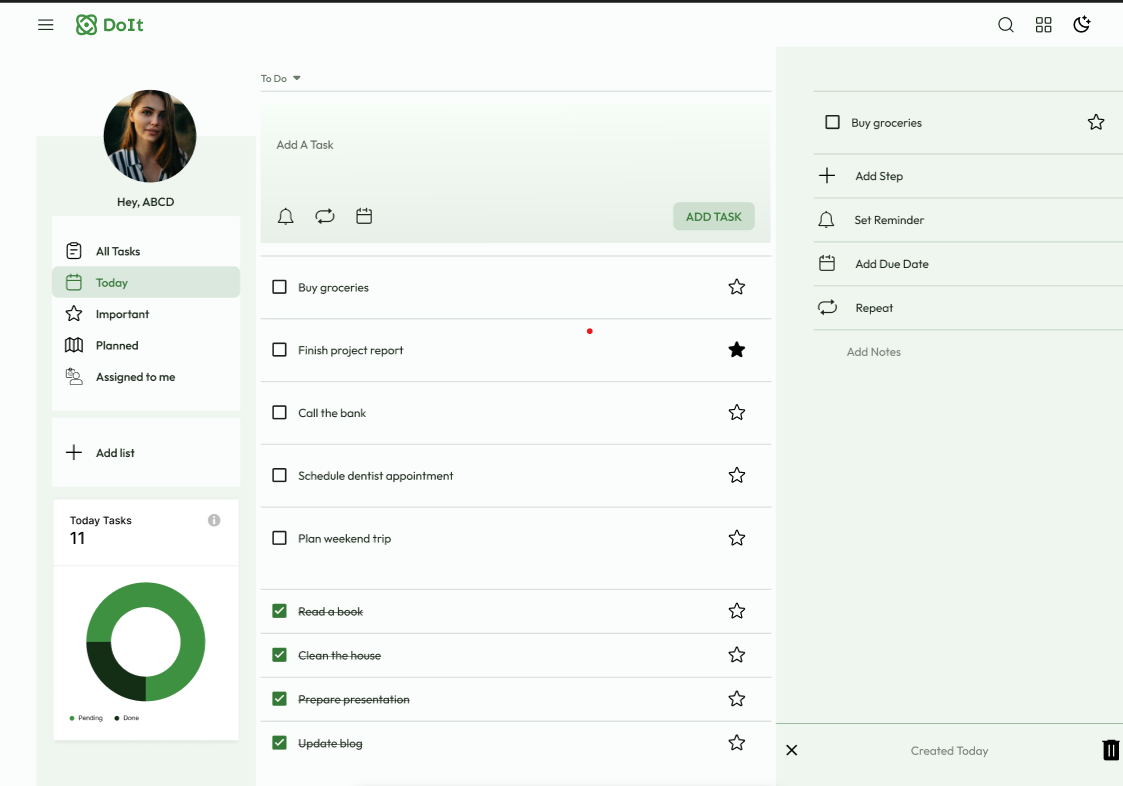 DoIt
Hey, ABCD
All Tasks
Today
Important
Planned
Assigned to me
Add list
Today Tasks
11
Pending Done
To Do
Add A Task
ADD TASK
Buy groceries
Finish project report
Call the bank
Schedule dentist appointment
Plan weekend trip
Read a book
Clean the house
Prepare presentation
Update blog
Buy groceries
Add Step
Set Reminder
Add Due Date
Repeat
Add Notes
Created Today